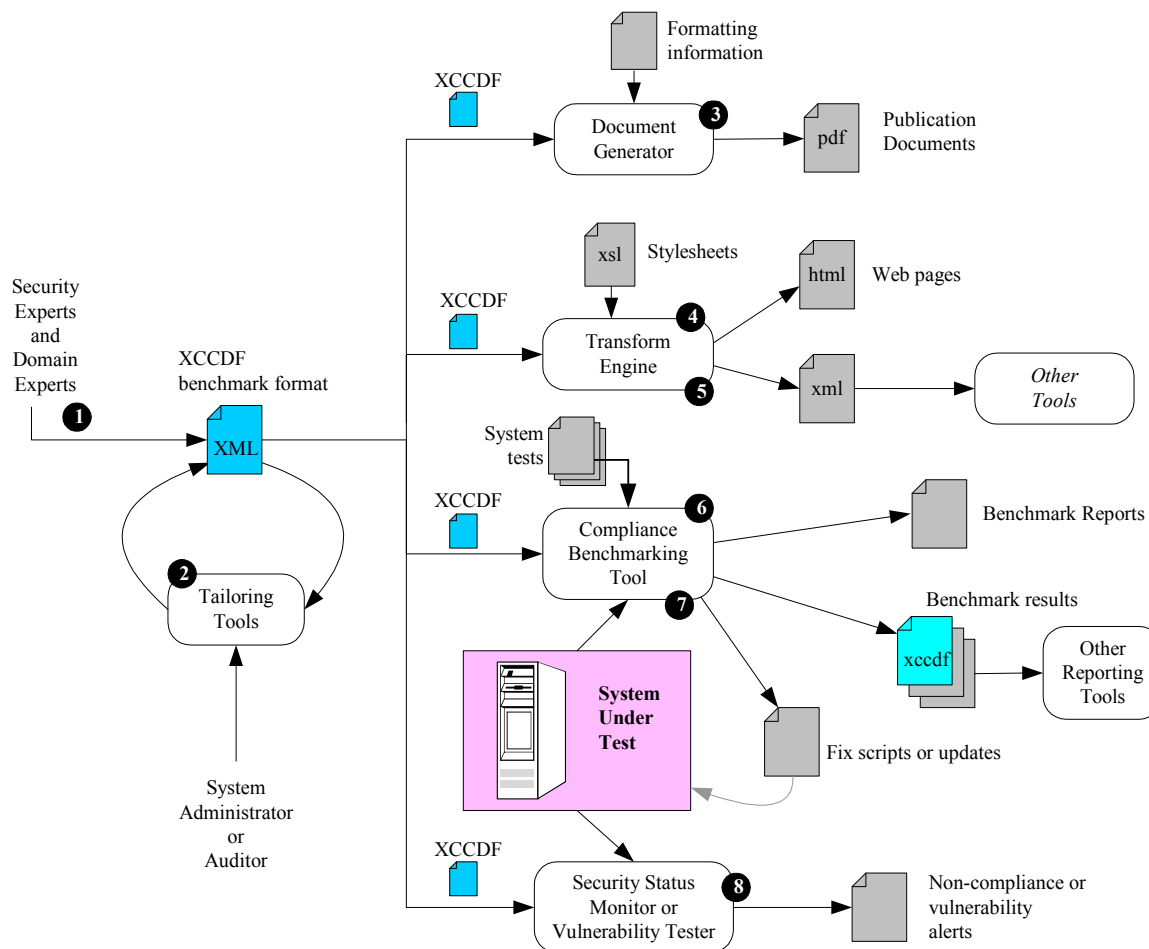 Formatting
information
XCCDF
3
Document
Generator
pdf
Publication
Documents
xsl
Stylesheets
html
Web pages
XCCDF
4
Transform
Engine
5
xml
Other
Tools
Security
Experts
and
Domain
Experts
1
XCCDF
benchmark format
XML
System
tests
XCCDF
6
Compliance
Benchmarking
Tool
7
Benchmark Reports
Benchmark results
xccdf
Other
Reporting
Tools
2
Tailoring
Tools
System
Under
Test
Fix scripts or updates
System
Administrator
or
Auditor
XCCDF
8
Security Status
Monitor or
Vulnerability Tester
Non-compliance or
vulnerability
alerts